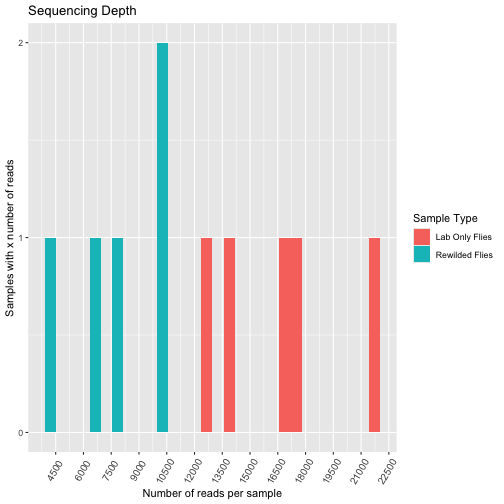 Sequencing Depth
Samples with x number of reads
2
1
0
4500 6000 7500 9000 10500 12000 13500 15000 16500 18000 19500 21000 22500
Number of reads per sample
Sample Type
Lab Only Flies
Rewilded Flies